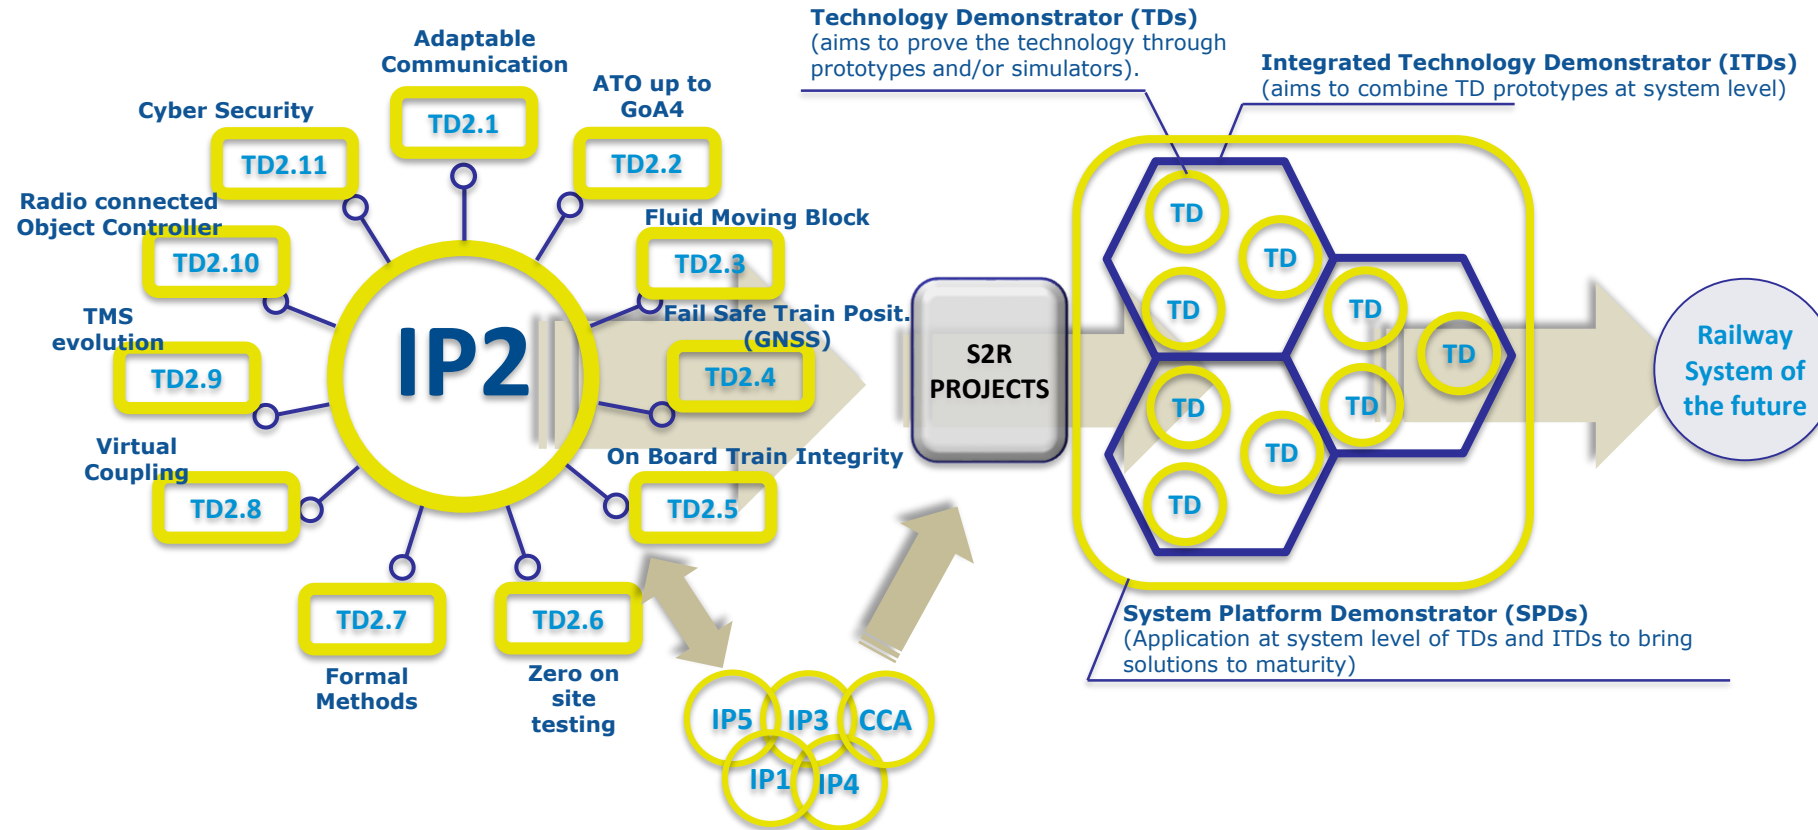 Adaptable
Communication
TD2.1
ATO up to
GoA4
TD2.2
Fluid Moving Block
TD2.3
Fail Safe Train Posit.
(GNSS)
TD2.4
On Board Train Integrity
TD2.5
TD2.6
Zero on
site
testing
TD2.7
Formal
Methods
Virtual
Coupling
TD2.8
TMS
evolution
TD2.9
Radio connected
Object Controller
TD2.10
Cyber Security
TD2.11
IP2
IP5
IP3
CCA
IP1
IP4
S2R
PROJECTS
Technology Demonstrator (TDs)
(aims to prove the technology through
prototypes and/or simulators).
Integrated Technology Demonstrator (ITDs)
(aims to combine TD prototypes at system level)
TD
TD
TD
TD
TD
TD
TD
TD
TD
System Platform Demonstrator (SPDs)
(Application at system level of TDs and ITDs to bring
solutions to maturity)
Railway
System of
the future